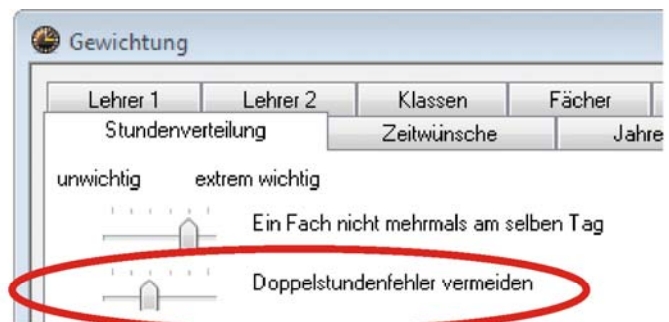 Gewichtung
Lehrer 1 Lehrer 2 Klassen Fächer
Stundenverteilung Zeitwünsche Jahre
unwichtig extrem wichtig
Ein Fach nicht mehrmals am selben Tag
Doppelstundenfehler vermeiden